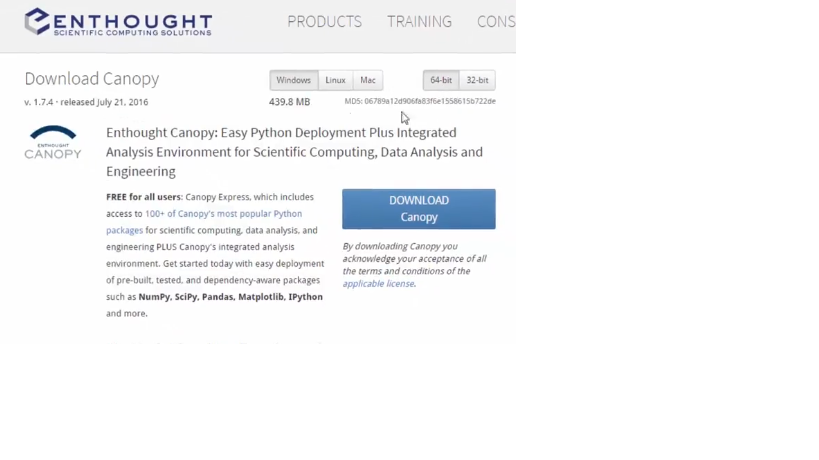 ENTHOUGHT
SCIENTIFIC COMPUTING SOLUTIONS
PRODUCTS TRAINING CONS
Download Canopy
Windows Linux Mac
64-bit 32-bit
v. 1.7.4 · released July 21, 2016
439.8 MB
MD5: 06789a12d906fa83f6e1558615b722de
ENTHOUGHT
CANOPY
Enthought Canopy: Easy Python Deployment Plus Integrated
Analysis Environment for Scientific Computing, Data Analysis and
Engineering
FREE for all users: Canopy Express, which includes
access to 100+ of Canopy's most popular Python
packages for scientific computing, data analysis, and
engineering PLUS Canopy's integrated analysis
environment. Get started today with easy deployment
of pre-built, tested, and dependency-aware packages
such as NumPy, SciPy, Pandas, Matplotlib, IPython
and more.
DOWNLOAD
Canopy
By downloading Canopy you
acknowledge your acceptance of all
the terms and conditions of the
applicable license.